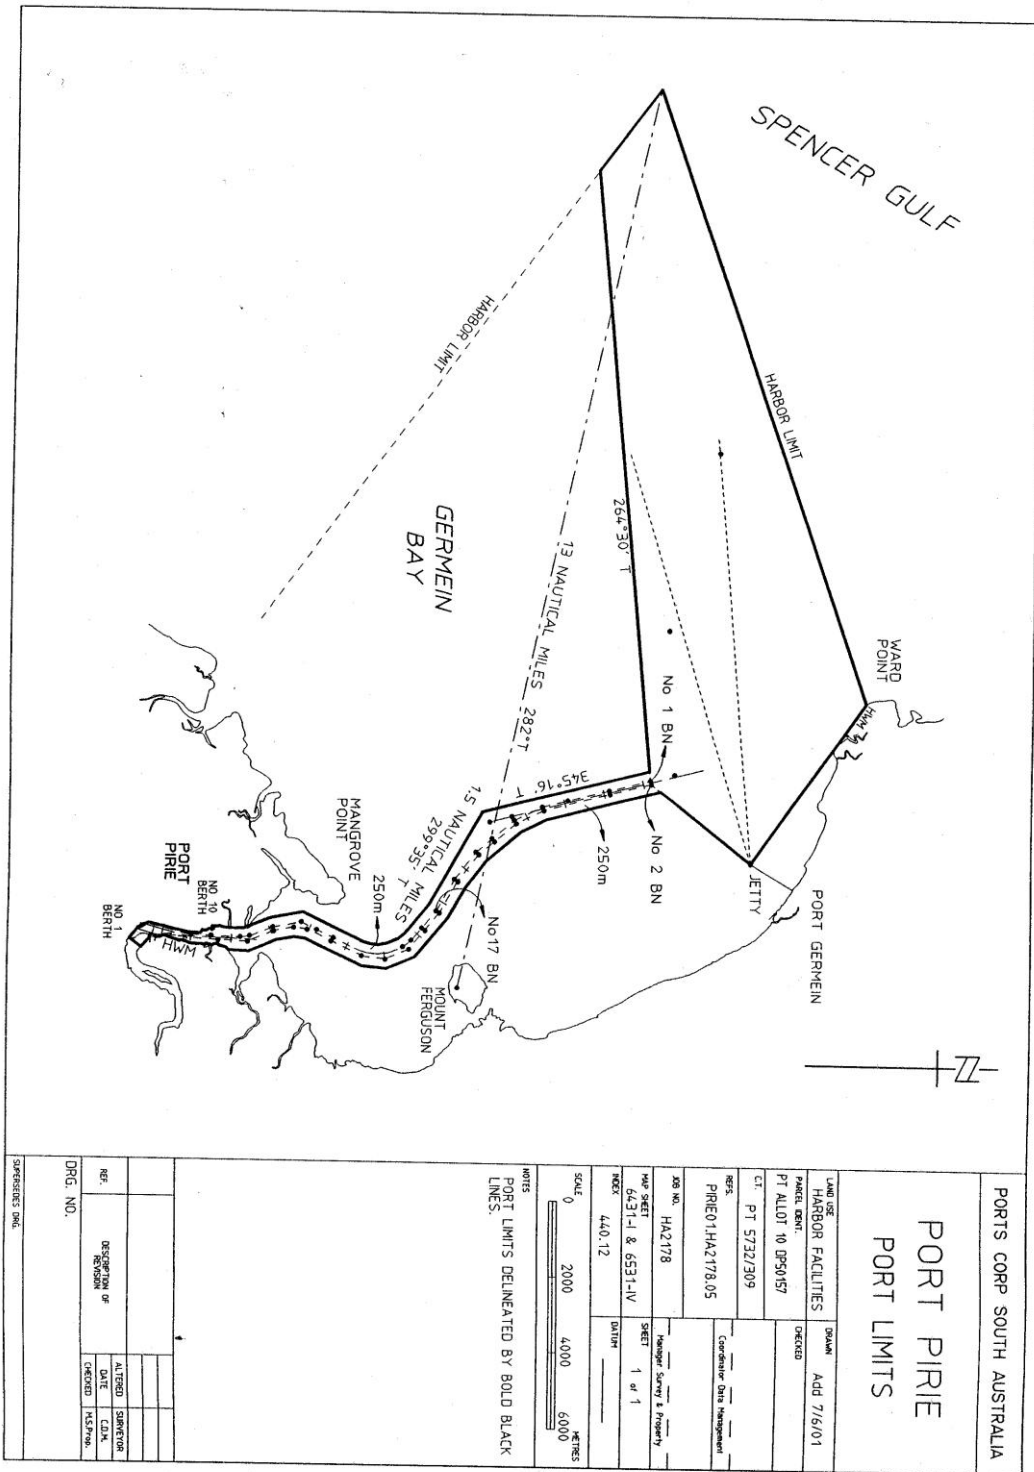 SPENCER GULF
HARBOR LIMIT
WARD
POINT
HWM
HARBOR LIMIT
264°30' T
No 1 BN
No 2 BN
JETTY
PORT GERMEIN
GERMEIN
BAY
13 NAUTICAL MILES 282°T
345°16' T
250m
1.5 NAUTICAL MILES
299°35' T
No17 BN
MOUNT
FERGUSON
MANGROVE
POINT
250m
PORT
PIRIE
NO 10
BERTH
NO 1
BERTH
HWM
N
PORTS CORP SOUTH AUSTRALIA
PORT PIRIE
PORT LIMITS
LAND USE
HARBOR FACILITIES
DRAWN
Add 7/6/01
PARCEL IDENT.
PT ALLOT 10 DP50157
CHECKED
C.T.
PT 5732/309
REFS.
PIRIE01.HA2178.05
Coordinator Data Management
JOB NO.
HA2178
Manager Survey & Property
MAP SHEET
6431-I & 6531-IV
SHEET
1 of 1
INDEX
440.12
DATUM
SCALE
0 2000 4000 6000
METRES
NOTES
PORT LIMITS DELINEATED BY BOLD BLACK
LINES.
REF.
DESCRIPTION OF
REVISION
ALTERED
SURVEYOR
DATE
C.D.M.
CHECKED
M.S.Prop.
DRG. NO.
SUPERSEDES DRG.